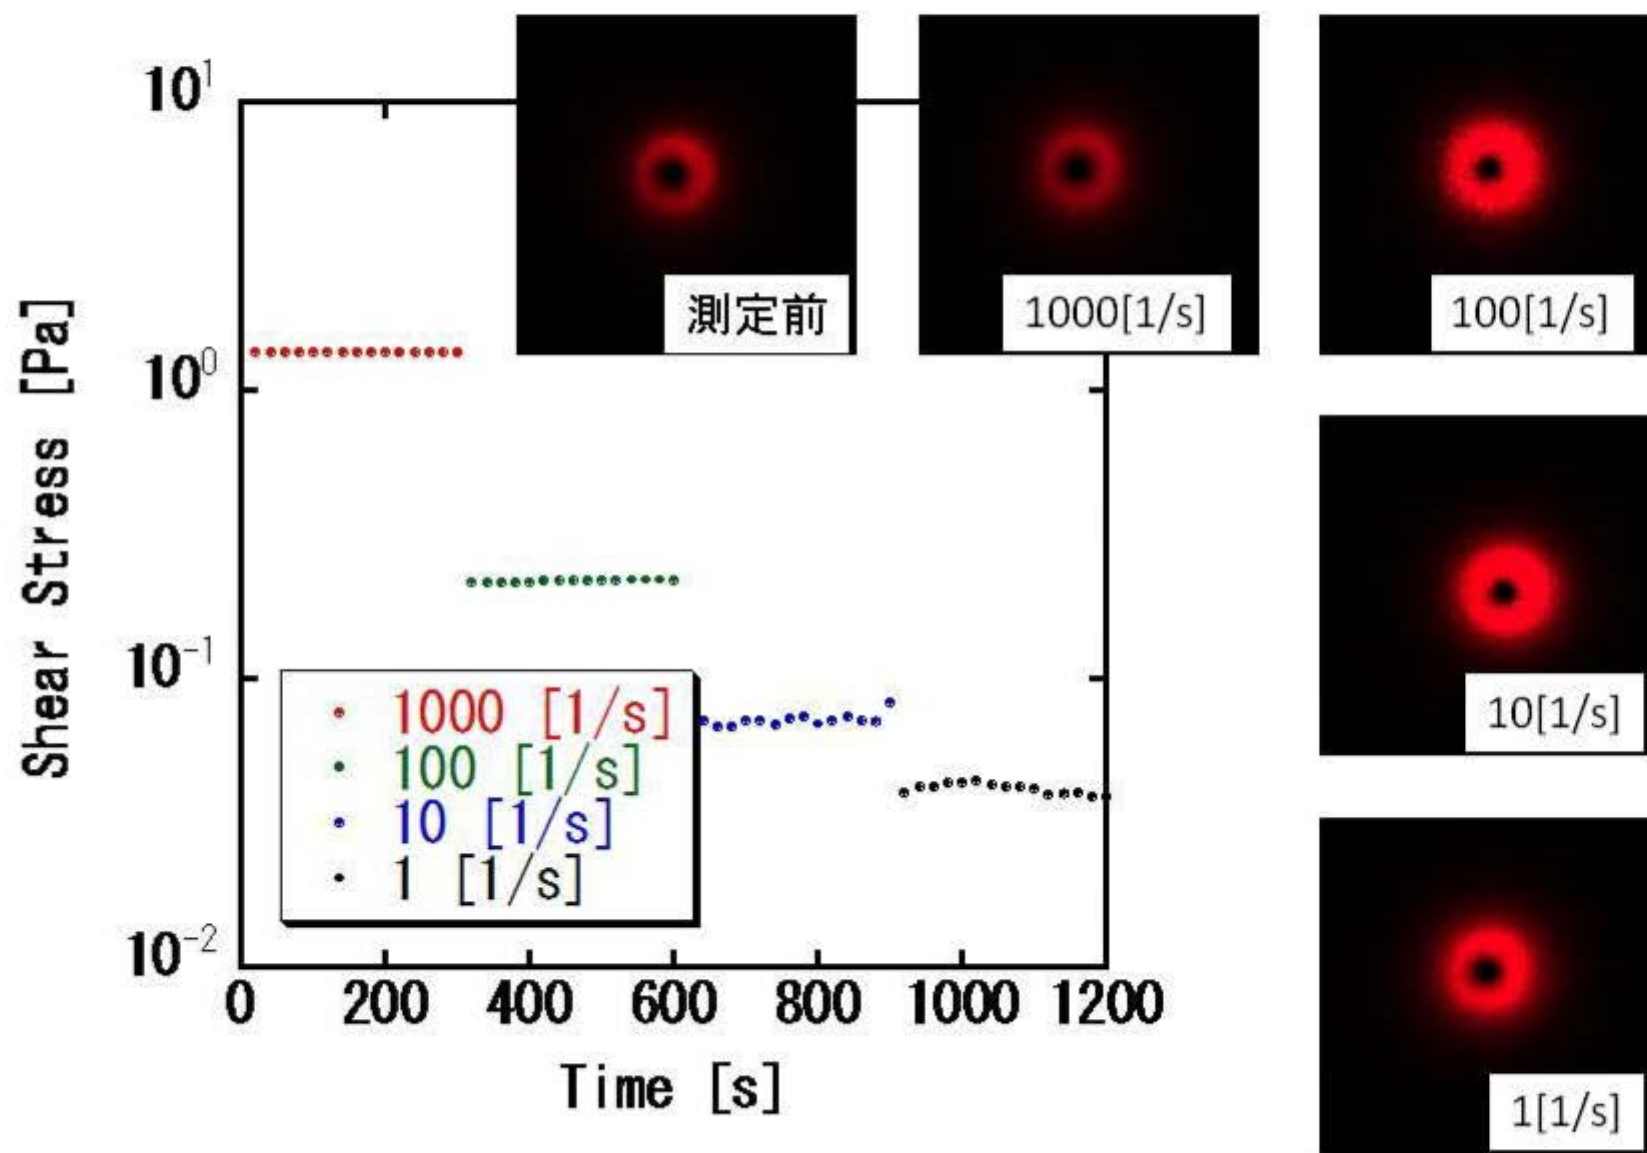 Shear Stress [Pa]
10¹
10⁰
10⁻¹
10⁻²
測定前
1000[1/s]
100[1/s]
10[1/s]
1[1/s]
1000 [1/s]
100 [1/s]
10 [1/s]
1 [1/s]
0 200 400 600 800 1000 1200
Time [s]